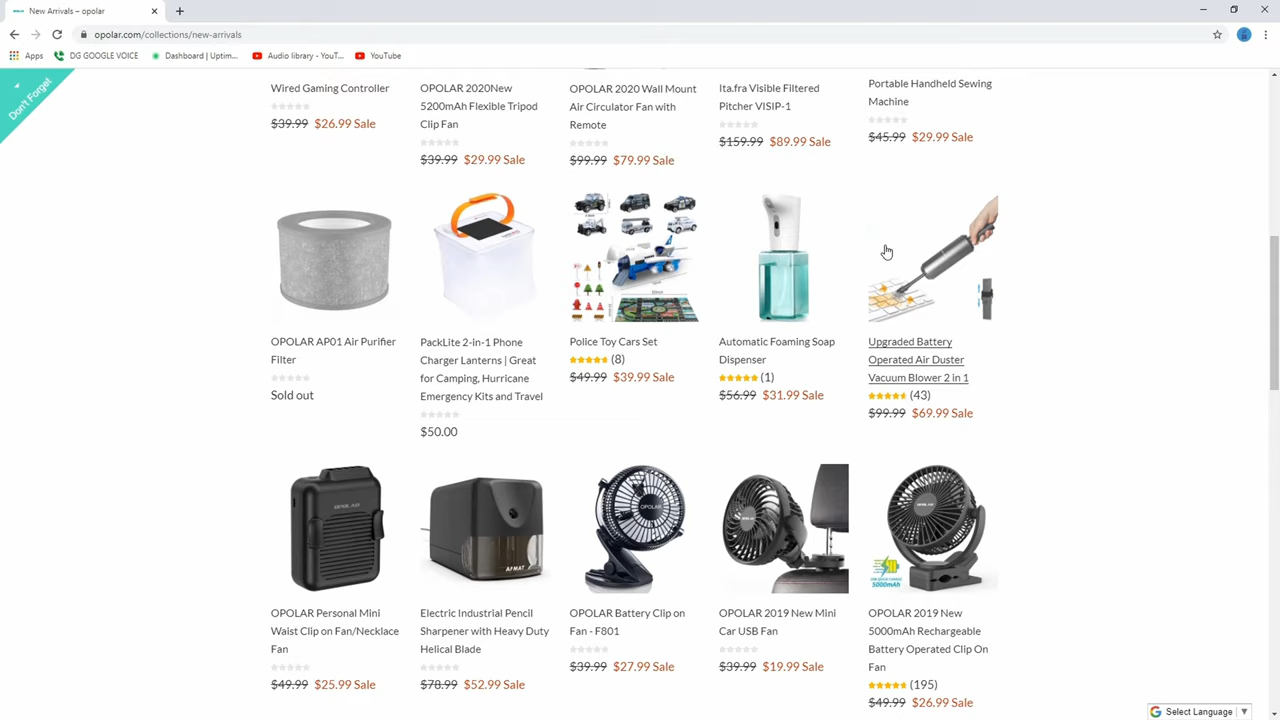 New Arrivals – opolar
opolar.com/collections/new-arrivals
Apps
DG GOOGLE VOICE
Dashboard | Uptim...
Audio library - YouT...
YouTube
Don't Forget
Wired Gaming Controller
$39.99 $26.99 Sale
OPOLAR 2020New
5200mAh Flexible Tripod
Clip Fan
$39.99 $29.99 Sale
OPOLAR 2020 Wall Mount
Air Circulator Fan with
Remote
$99.99 $79.99 Sale
Ita.fra Visible Filtered
Pitcher VISIP-1
$159.99 $89.99 Sale
Portable Handheld Sewing
Machine
$45.99 $29.99 Sale
OPOLAR AP01 Air Purifier
Filter
Sold out
PackLite 2-in-1 Phone
Charger Lanterns | Great
for Camping, Hurricane
Emergency Kits and Travel
$50.00
Police Toy Cars Set
(8)
$49.99 $39.99 Sale
Automatic Foaming Soap
Dispenser
(1)
$56.99 $31.99 Sale
Upgraded Battery
Operated Air Duster
Vacuum Blower 2 in 1
(43)
$99.99 $69.99 Sale
OPOLAR
OPOLAR Personal Mini
Waist Clip on Fan/Necklace
Fan
$49.99 $25.99 Sale
AFMAT
Electric Industrial Pencil
Sharpener with Heavy Duty
Helical Blade
$78.99 $52.99 Sale
OPOLAR
OPOLAR Battery Clip on
Fan - F801
$39.99 $27.99 Sale
OPOLAR 2019 New Mini
Car USB Fan
$39.99 $19.99 Sale
5000mAh
OPOLAR 2019 New
5000mAh Rechargeable
Battery Operated Clip On
Fan
(195)
$49.99 $26.99 Sale
Select Language